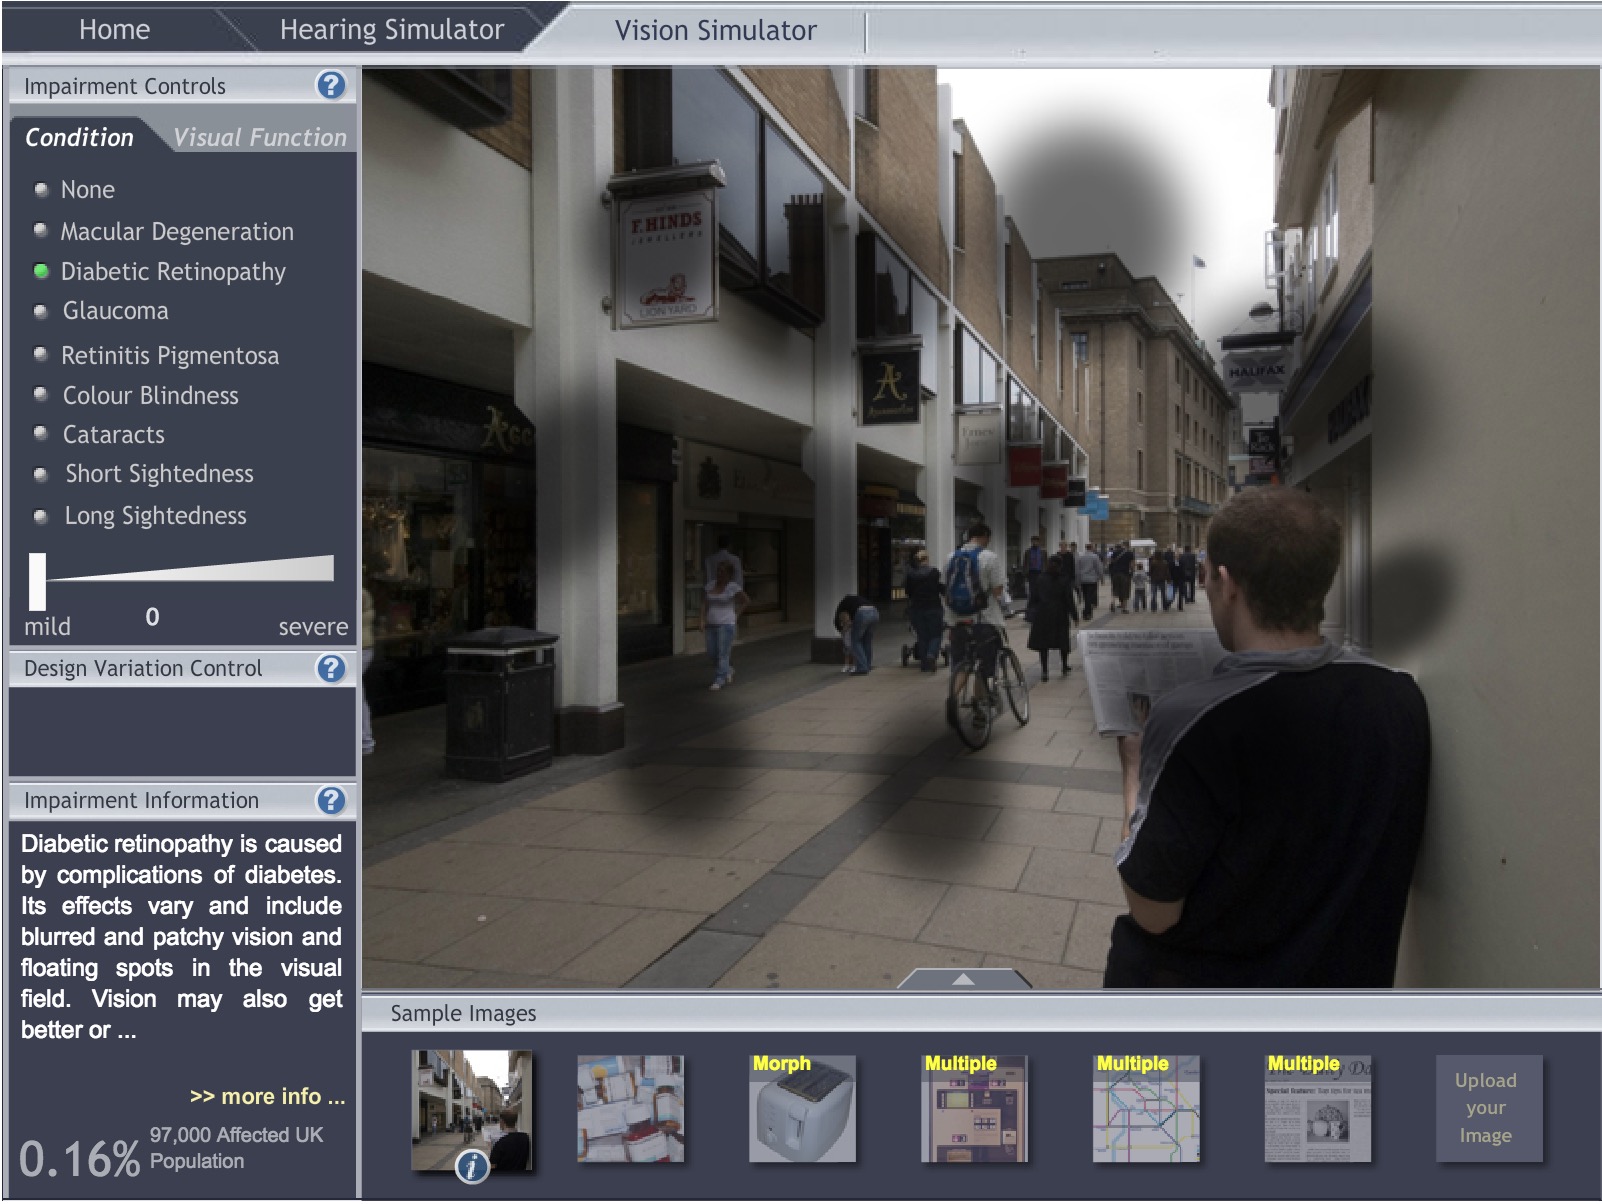 Home
Hearing Simulator
Vision Simulator
Impairment Controls
?
Condition
Visual Function
None
Macular Degeneration
Diabetic Retinopathy
Glaucoma
Retinitis Pigmentosa
Colour Blindness
Cataracts
Short Sightedness
Long Sightedness
0
mild
severe
Design Variation Control
?
Impairment Information
?
Diabetic retinopathy is caused
by complications of diabetes.
Its effects vary and include
blurred and patchy vision and
floating spots in the visual
field. Vision may also get
better or ...
>> more info ...
0.16%
97,000 Affected UK
Population
F.HINDS
JEWELLERS
LION YARD
A
HALIFAX
Sample Images
i
Morph
Multiple
Multiple
Multiple
Special feature:
Upload
your
Image